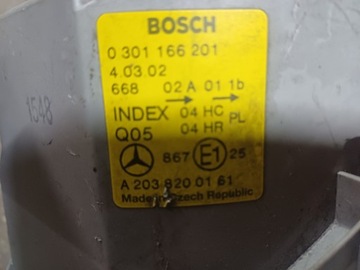 BOSCH
0 301 166 201
4.03.02
668 02 A 01 1b
INDEX 04 HC PL
Q05 04 HR
867 E1 25
A 203 820 01 61
Made in Czech Republic
1548